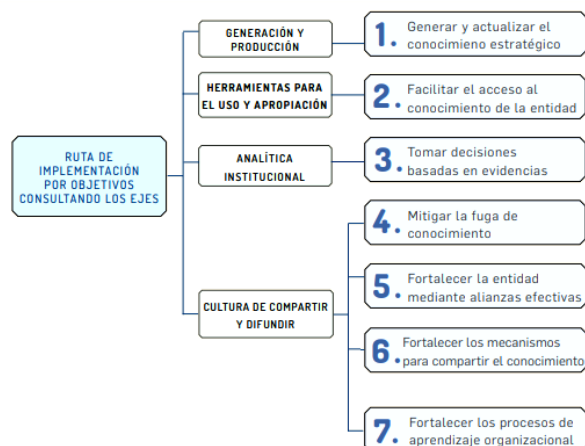 RUTA DE
IMPLEMENTACIÓN
POR OBJETIVOS
CONSULTANDO LOS EJES
GENERACIÓN Y
PRODUCCIÓN
1. Generar y actualizar el
conocimieno estratégico
HERRAMIENTAS PARA
EL USO Y APROPIACIÓN
2. Facilitar el acceso al
conocimiento de la entidad
ANALÍTICA
INSTITUCIONAL
3. Tomar decisiones
basadas en evidencias
CULTURA DE COMPARTIR
Y DIFUNDIR
4. Mitigar la fuga de
conocimiento
5. Fortalecer la entidad
mediante alianzas efectivas
6. Fortalecer los mecanismos
para compartir el conocimiento
7. Fortalecer los procesos de
aprendizaje organizacional